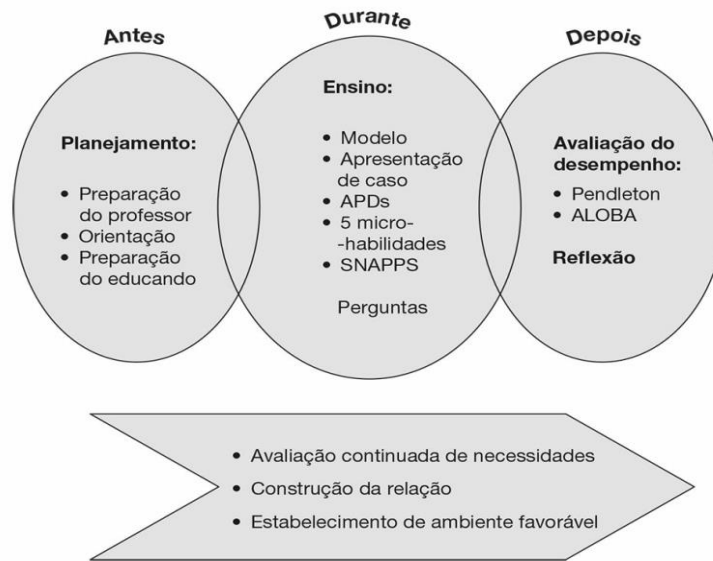 Antes
Planejamento:
• Preparação
do professor
• Orientação
• Preparação
do educando
Durante
Ensino:
• Modelo
• Apresentação
de caso
• APDs
• 5 micro-
-habilidades
• SNAPPS
Perguntas
Depois
Avaliação do
desempenho:
• Pendleton
• ALOBA
Reflexão
• Avaliação continuada de necessidades
• Construção da relação
• Estabelecimento de ambiente favorável